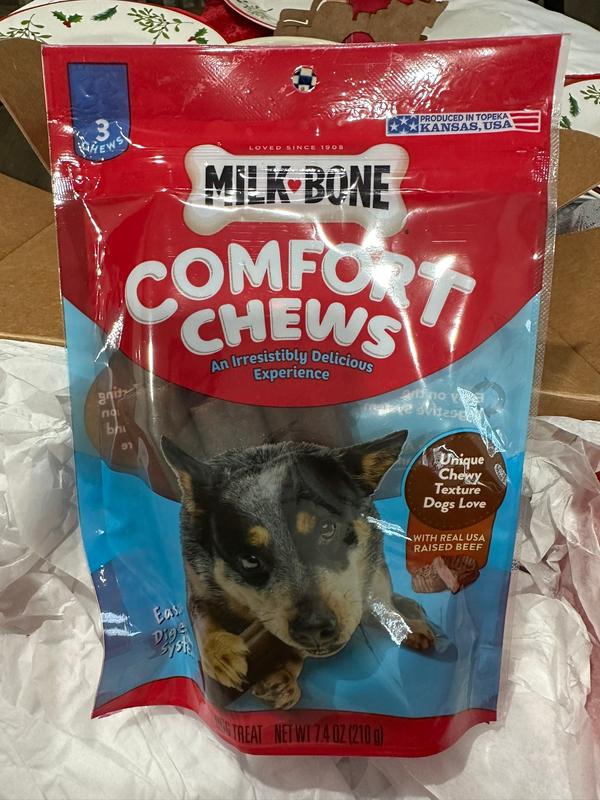 3
CHEWS
PRODUCED IN TOPEKA
KANSAS, USA
LOVED SINCE 1908
MILK-BONE
COMFORT
CHEWS
An Irresistibly Delicious
Experience
Unique
Chewy
Texture
Dogs Love
WITH REAL USA
RAISED BEEF
TREAT NET WT 7.4 OZ (210 g)